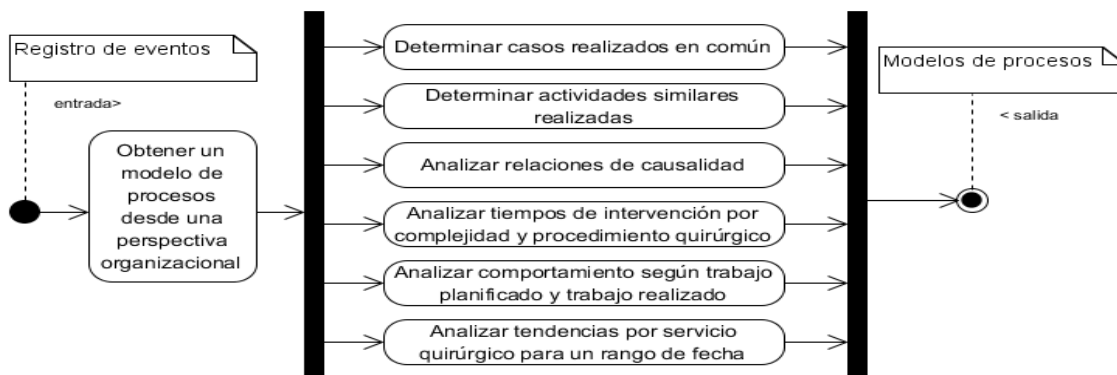 Registro de eventos
entrada>
Obtener un
modelo de
procesos
desde una
perspectiva
organizacional
Determinar casos realizados en común
Determinar actividades similares
realizadas
Analizar relaciones de causalidad
Analizar tiempos de intervención por
complejidad y procedimiento quirúrgico
Analizar comportamiento según trabajo
planificado y trabajo realizado
Analizar tendencias por servicio
quirúrgico para un rango de fecha
Modelos de procesos
< salida